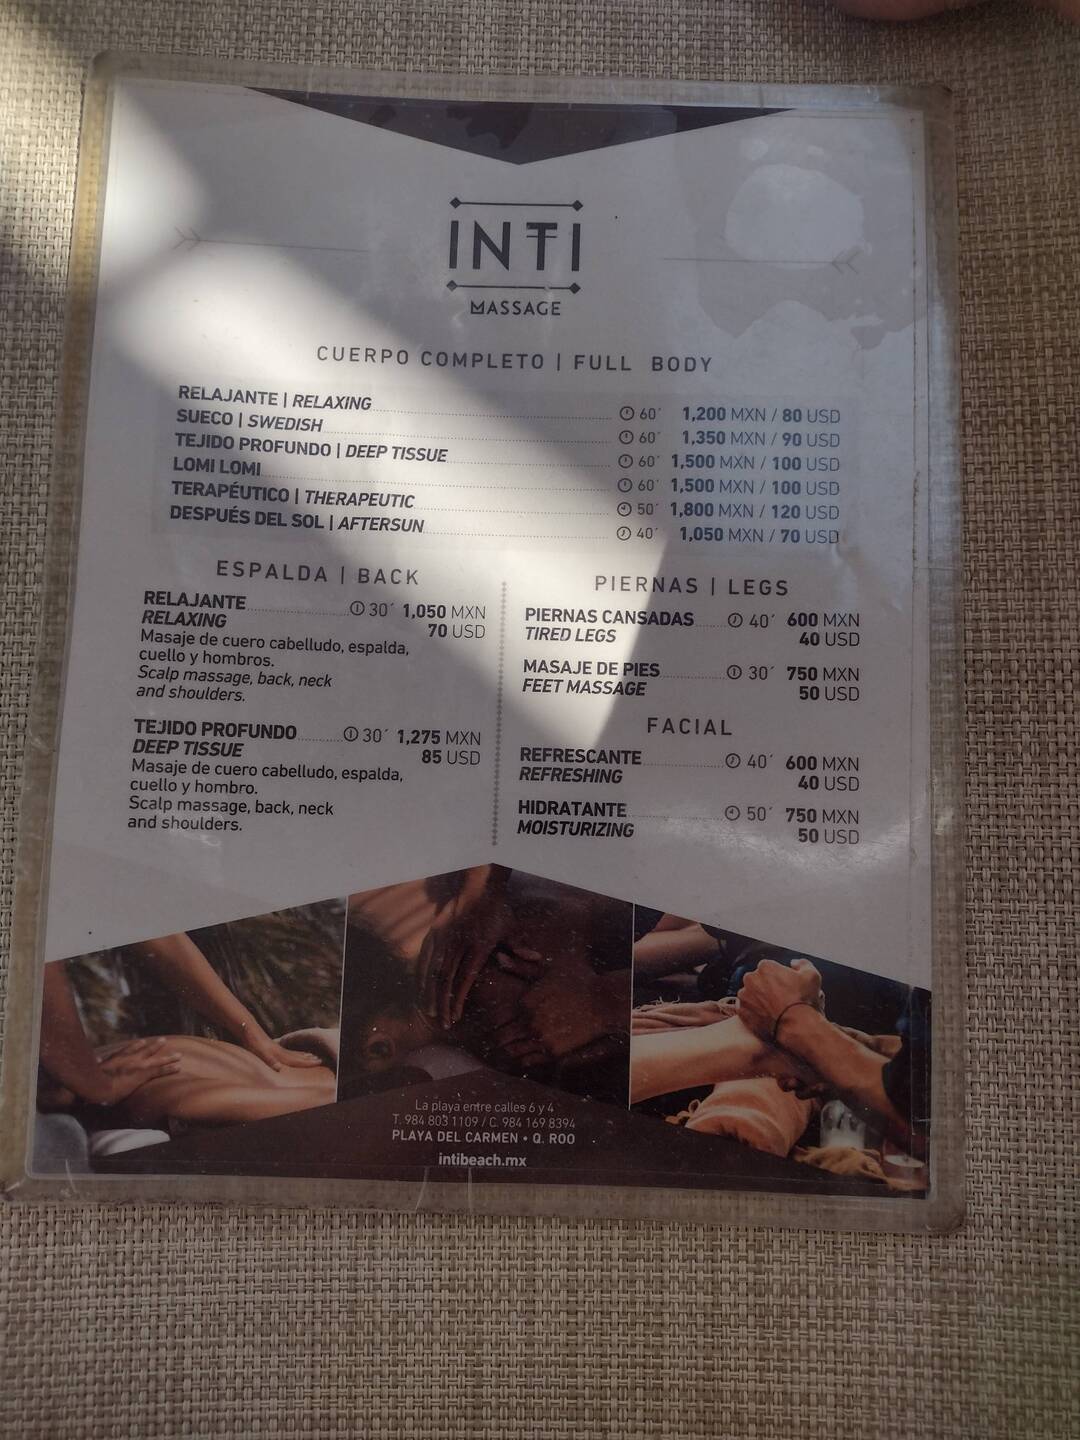 INTI
MASSAGE
CUERPO COMPLETO | FULL BODY
RELAJANTE | RELAXING 60´ 1,200 MXN / 80 USD
SUECO | SWEDISH 60´ 1,350 MXN / 90 USD
TEJIDO PROFUNDO | DEEP TISSUE 60´ 1,500 MXN / 100 USD
LOMI LOMI 60´ 1,500 MXN / 100 USD
TERAPÉUTICO | THERAPEUTIC 50´ 1,800 MXN / 120 USD
DESPUÉS DEL SOL | AFTERSUN 40´ 1,050 MXN / 70 USD
ESPALDA | BACK
RELAJANTE 30´ 1,050 MXN
RELAXING 70 USD
Masaje de cuero cabelludo, espalda,
cuello y hombros.
Scalp massage, back, neck
and shoulders.
TEJIDO PROFUNDO 30´ 1,275 MXN
DEEP TISSUE 85 USD
Masaje de cuero cabelludo, espalda,
cuello y hombro.
Scalp massage, back, neck
and shoulders.
PIERNAS | LEGS
PIERNAS CANSADAS 40´ 600 MXN
TIRED LEGS 40 USD
MASAJE DE PIES 30´ 750 MXN
FEET MASSAGE 50 USD
FACIAL
REFRESCANTE 40´ 600 MXN
REFRESHING 40 USD
HIDRATANTE 50´ 750 MXN
MOISTURIZING 50 USD
La playa entre calles 6 y 4
T. 984 803 1109 / C. 984 169 8394
PLAYA DEL CARMEN • Q. ROO
intibeach.mx